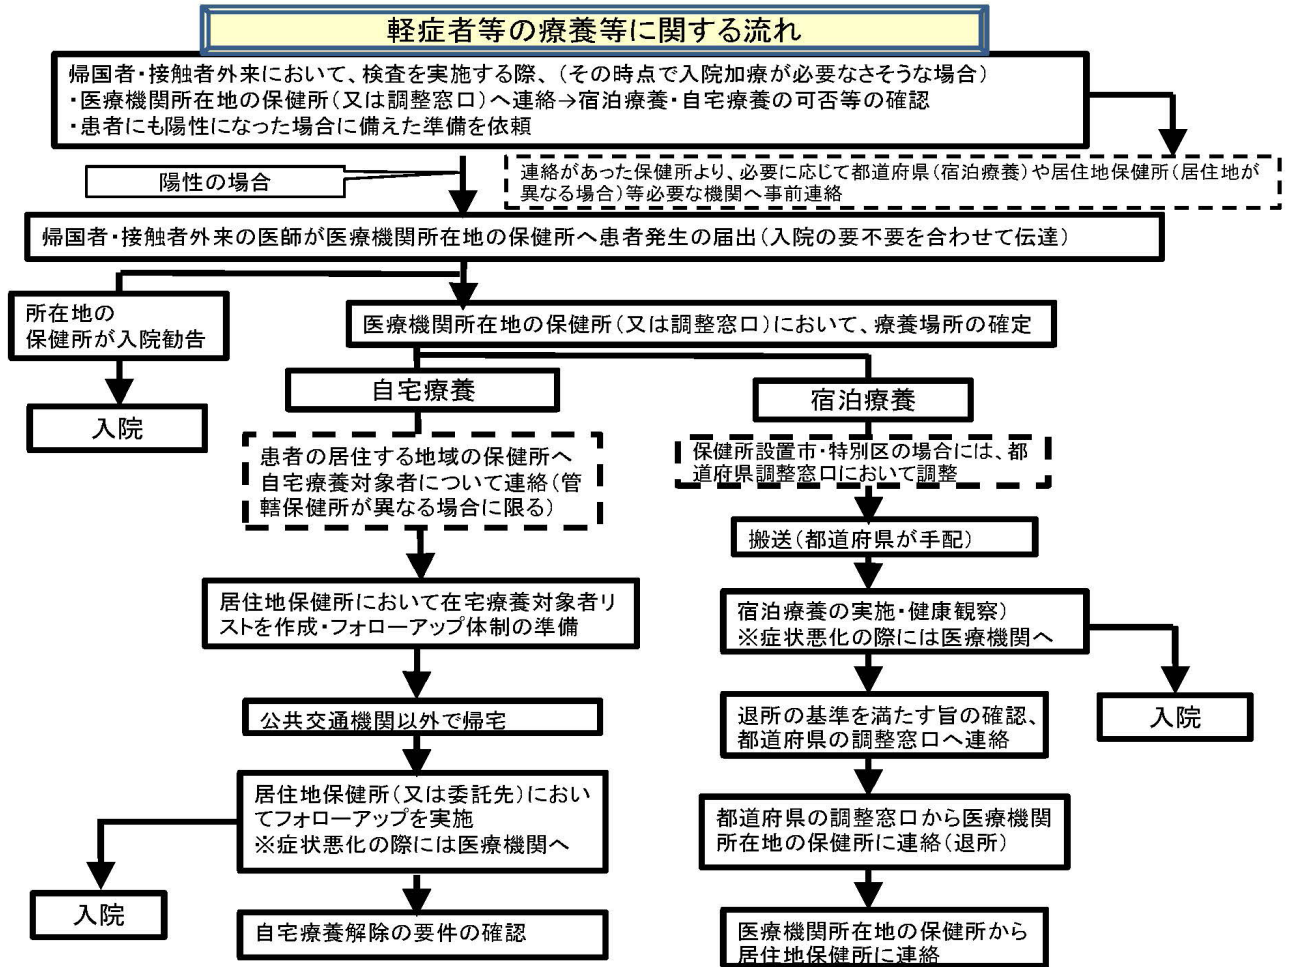 軽症者等の療養等に関する流れ
帰国者・接触者外来において、検査を実施する際、（その時点で入院加療が必要なさそうな場合）
・医療機関所在地の保健所（又は調整窓口）へ連絡→宿泊療養・自宅療養の可否等の確認
・患者にも陽性になった場合に備えた準備を依頼
陽性の場合
連絡があった保健所より、必要に応じて都道府県（宿泊療養）や居住地保健所（居住地が
異なる場合）等必要な機関へ事前連絡
帰国者・接触者外来の医師が医療機関所在地の保健所へ患者発生の届出（入院の要不要を合わせて伝達）
所在地の
保健所が入院勧告
入院
医療機関所在地の保健所（又は調整窓口）において、療養場所の確定
自宅療養
患者の居住する地域の保健所へ
自宅療養対象者について連絡（管
轄保健所が異なる場合に限る）
居住地保健所において在宅療養対象者リ
ストを作成・フォローアップ体制の準備
公共交通機関以外で帰宅
居住地保健所（又は委託先）におい
てフォローアップを実施
※症状悪化の際には医療機関へ
入院
自宅療養解除の要件の確認
宿泊療養
保健所設置市・特別区の場合には、都
道府県調整窓口において調整
搬送（都道府県が手配）
宿泊療養の実施・健康観察）
※症状悪化の際には医療機関へ
入院
退所の基準を満たす旨の確認、
都道府県の調整窓口へ連絡
都道府県の調整窓口から医療機関
所在地の保健所に連絡（退所）
医療機関所在地の保健所から
居住地保健所に連絡